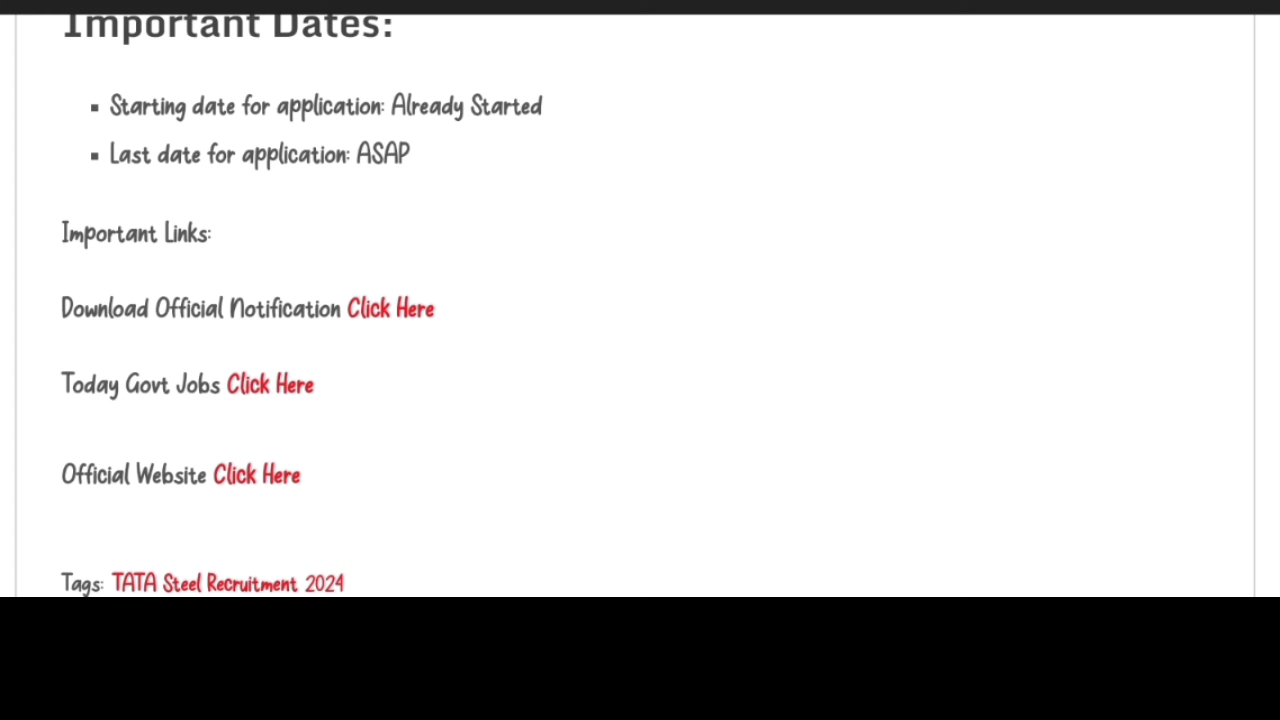 Important Dates:
Starting date for application: Already Started
Last date for application: ASAP
Important Links:
Download Official Notification Click Here
Today Govt Jobs Click Here
Official Website Click Here
Tags: TATA Steel Recruitment 2024